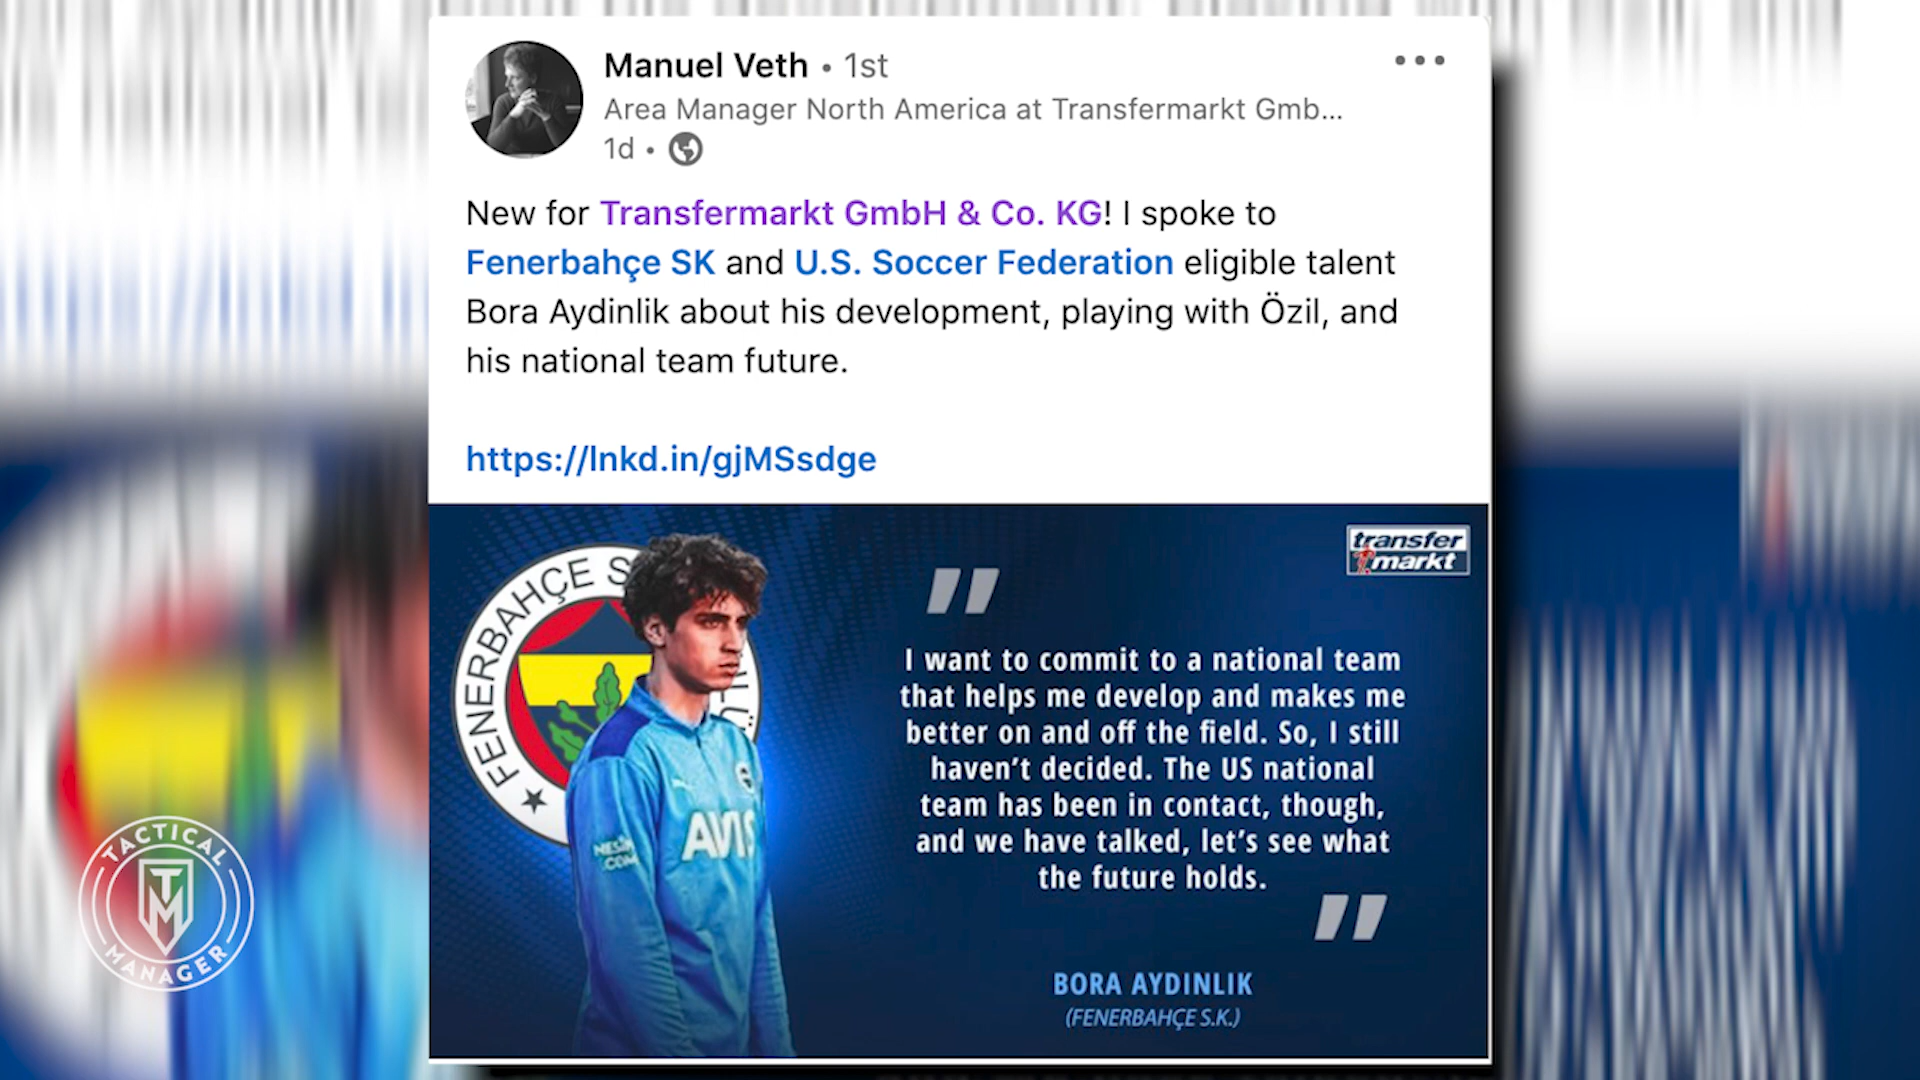 Manuel Veth • 1st
Area Manager North America at Transfermarkt Gmb...
1d •
New for Transfermarkt GmbH & Co. KG! I spoke to
Fenerbahçe SK and U.S. Soccer Federation eligible talent
Bora Aydinlik about his development, playing with Özil, and
his national team future.
https://lnkd.in/gjMSsdge
transfer
markt
FENERBAHÇE S
I want to commit to a national team
that helps me develop and makes me
better on and off the field. So, I still
haven't decided. The US national
team has been in contact, though,
and we have talked, let's see what
the future holds.
AVIS
NESİN
.COM
BORA AYDINLIK
(FENERBAHÇE S.K.)
TACTICAL
TM
MANAGER